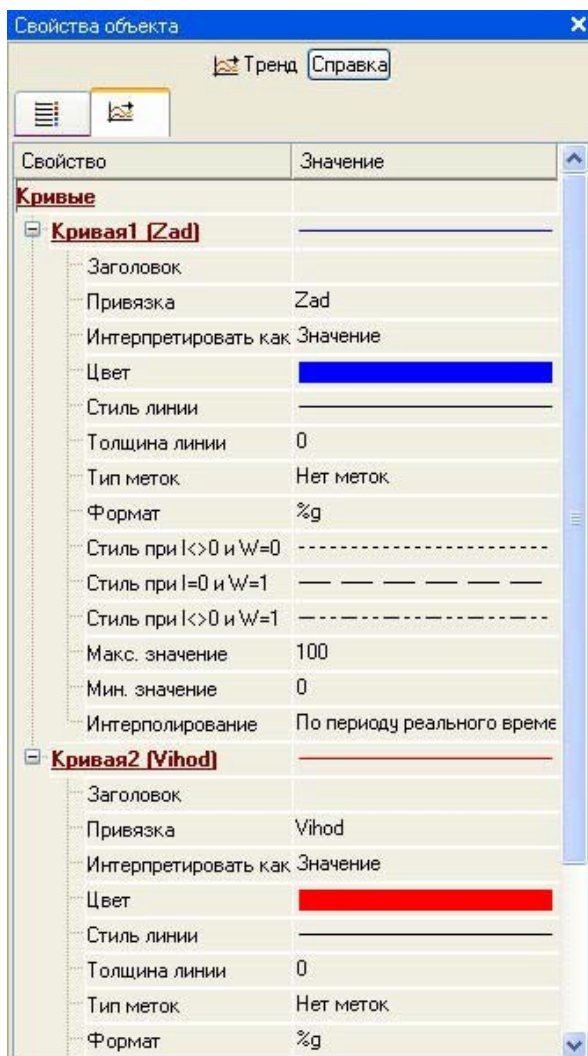 Свойства объекта
Тренд Справка
Свойство Значение
Кривые
Кривая1 (Zad)
Заголовок
Привязка Zad
Интерпретировать как Значение
Цвет
Стиль линии
Толщина линии 0
Тип меток Нет меток
Формат %g
Стиль при I<>0 и W=0
Стиль при I=0 и W=1
Стиль при I<>0 и W=1
Макс. значение 100
Мин. значение 0
Интерполирование По периоду реального време
Кривая2 (Vihod)
Заголовок
Привязка Vihod
Интерпретировать как Значение
Цвет
Стиль линии
Толщина линии 0
Тип меток Нет меток
Формат %g